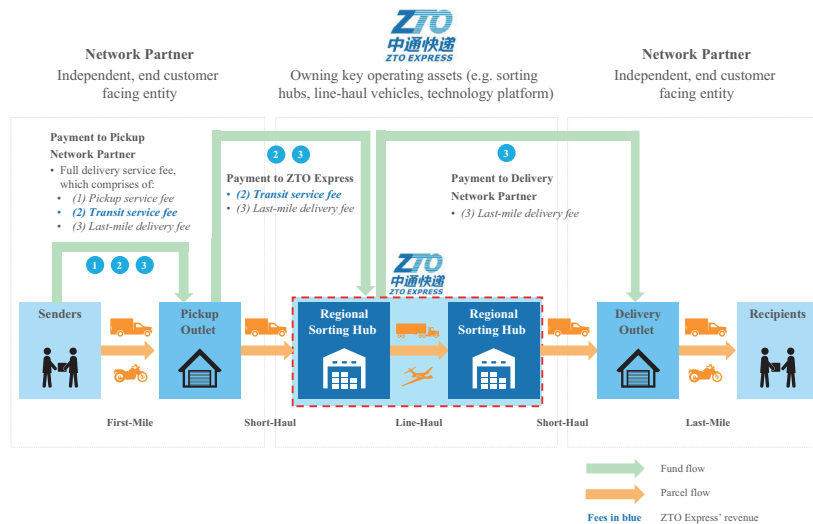 ZTO
中通快递
ZTO EXPRESS
Network Partner
Independent, end customer
facing entity
Owning key operating assets (e.g. sorting
hubs, line-haul vehicles, technology platform)
Network Partner
Independent, end customer
facing entity
Payment to Pickup
Network Partner
• Full delivery service fee,
which comprises of:
• (1) Pickup service fee
• (2) Transit service fee
• (3) Last-mile delivery fee
1 2 3
2 3
Payment to ZTO Express
• (2) Transit service fee
• (3) Last-mile delivery fee
3
Payment to Delivery
Network Partner
• (3) Last-mile delivery fee
ZTO
中通快递
ZTO EXPRESS
Senders
Pickup
Outlet
Regional
Sorting Hub
Regional
Sorting Hub
Delivery
Outlet
Recipients
First-Mile
Short-Haul
Line-Haul
Short-Haul
Last-Mile
Fund flow
Parcel flow
Fees in blue
ZTO Express' revenue